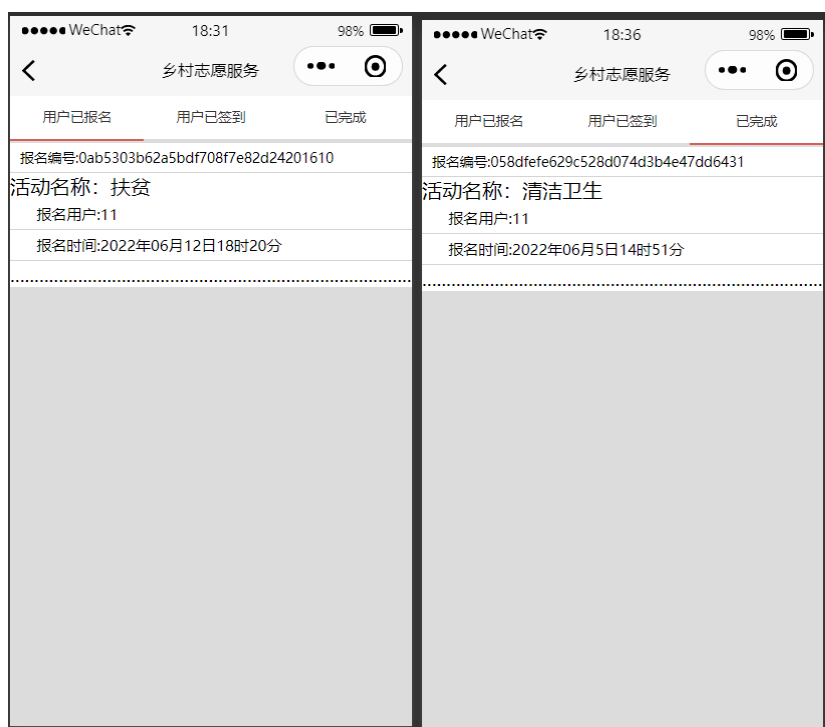 WeChat 18:31 98%
乡村志愿服务
用户已报名 用户已签到 已完成
报名编号:0ab5303b62a5bdf708f7e82d24201610
活动名称：扶贫
报名用户:11
报名时间:2022年06月12日18时20分
WeChat 18:36 98%
乡村志愿服务
用户已报名 用户已签到 已完成
报名编号:058dfefe629c528d074d3b4e47dd6431
活动名称：清洁卫生
报名用户:11
报名时间:2022年06月5日14时51分